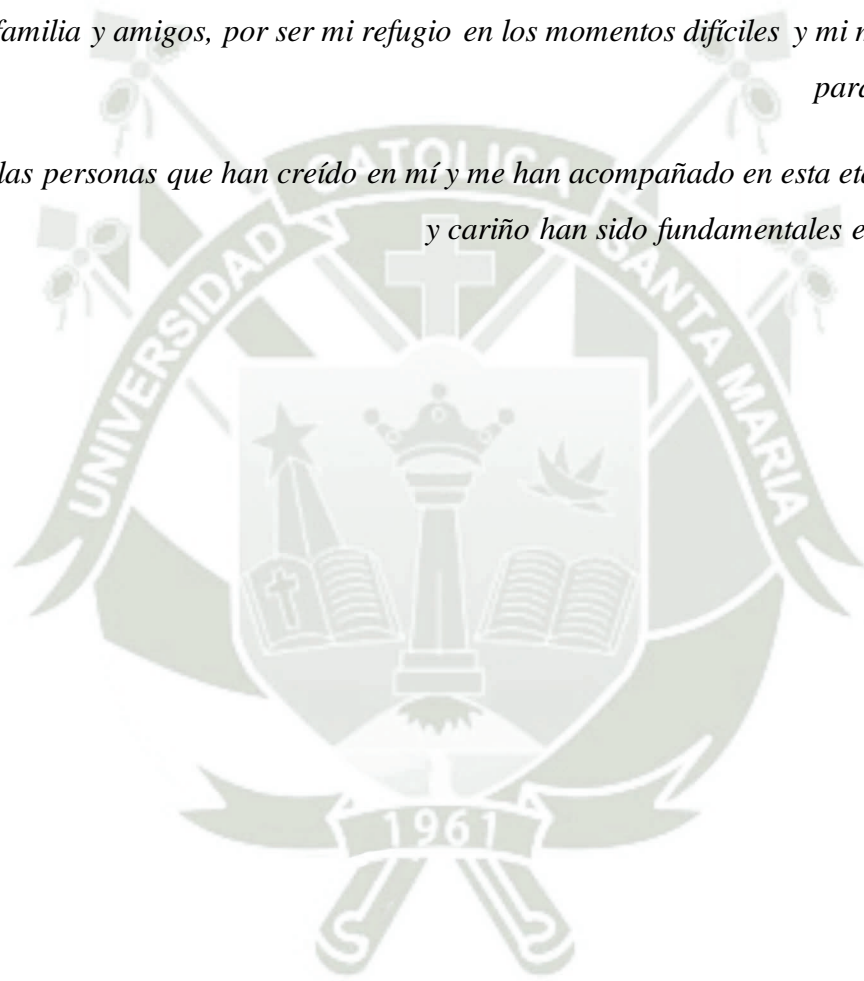 familia y amigos, por ser mi refugio en los momentos difíciles y mi
para
las personas que han creído en mí y me han acompañado en esta
y cariño han sido fundamentales
UNIVERSIDAD CATOLICA SANTA MARIA
1961